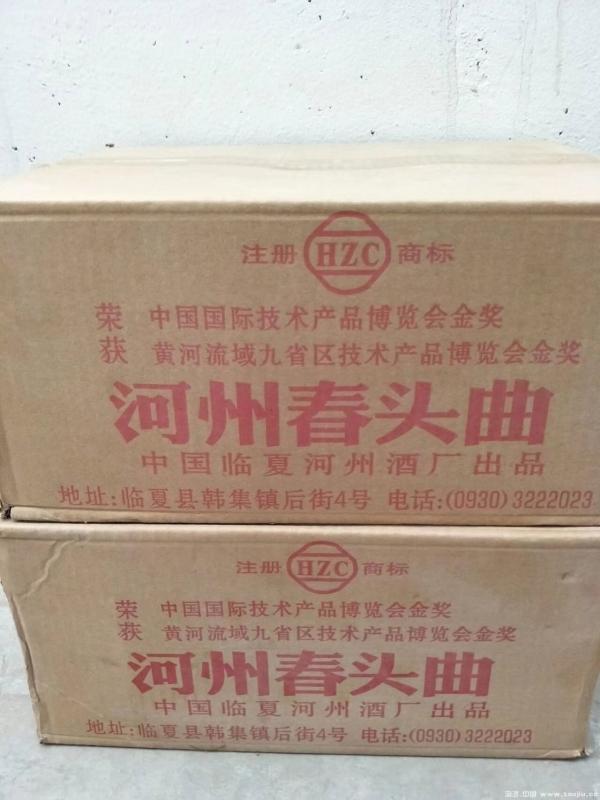 注册 HZC 商标
荣 中国国际技术产品博览会金奖
获 黄河流域九省区技术产品博览会金奖
河州春头曲
中国临夏河州酒厂出品
地址:临夏县韩集镇后街4号 电话:(0930)3222023
注册 HZC 商标
荣 中国国际技术产品博览会金奖
获 黄河流域九省区技术产品博览会金奖
河州春头曲
中国临夏河州酒厂出品
地址:临夏县韩集镇后街4号 电话:(0930)3222023